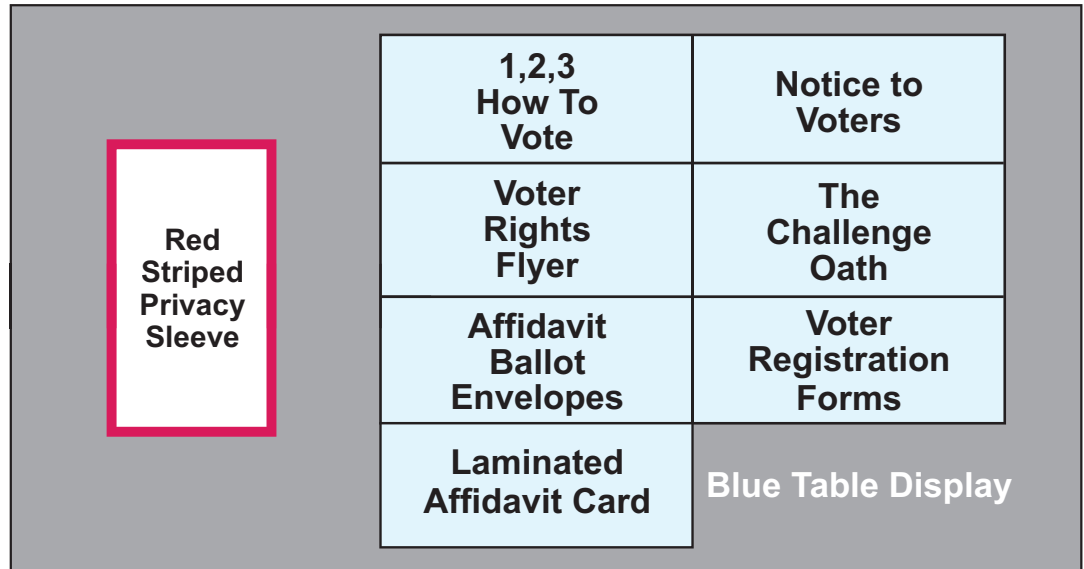 Red
Striped
Privacy
Sleeve
1,2,3
How To
Vote
Notice to
Voters
Voter
Rights
Flyer
The
Challenge
Oath
Affidavit
Ballot
Envelopes
Voter
Registration
Forms
Laminated
Affidavit Card
Blue Table Display